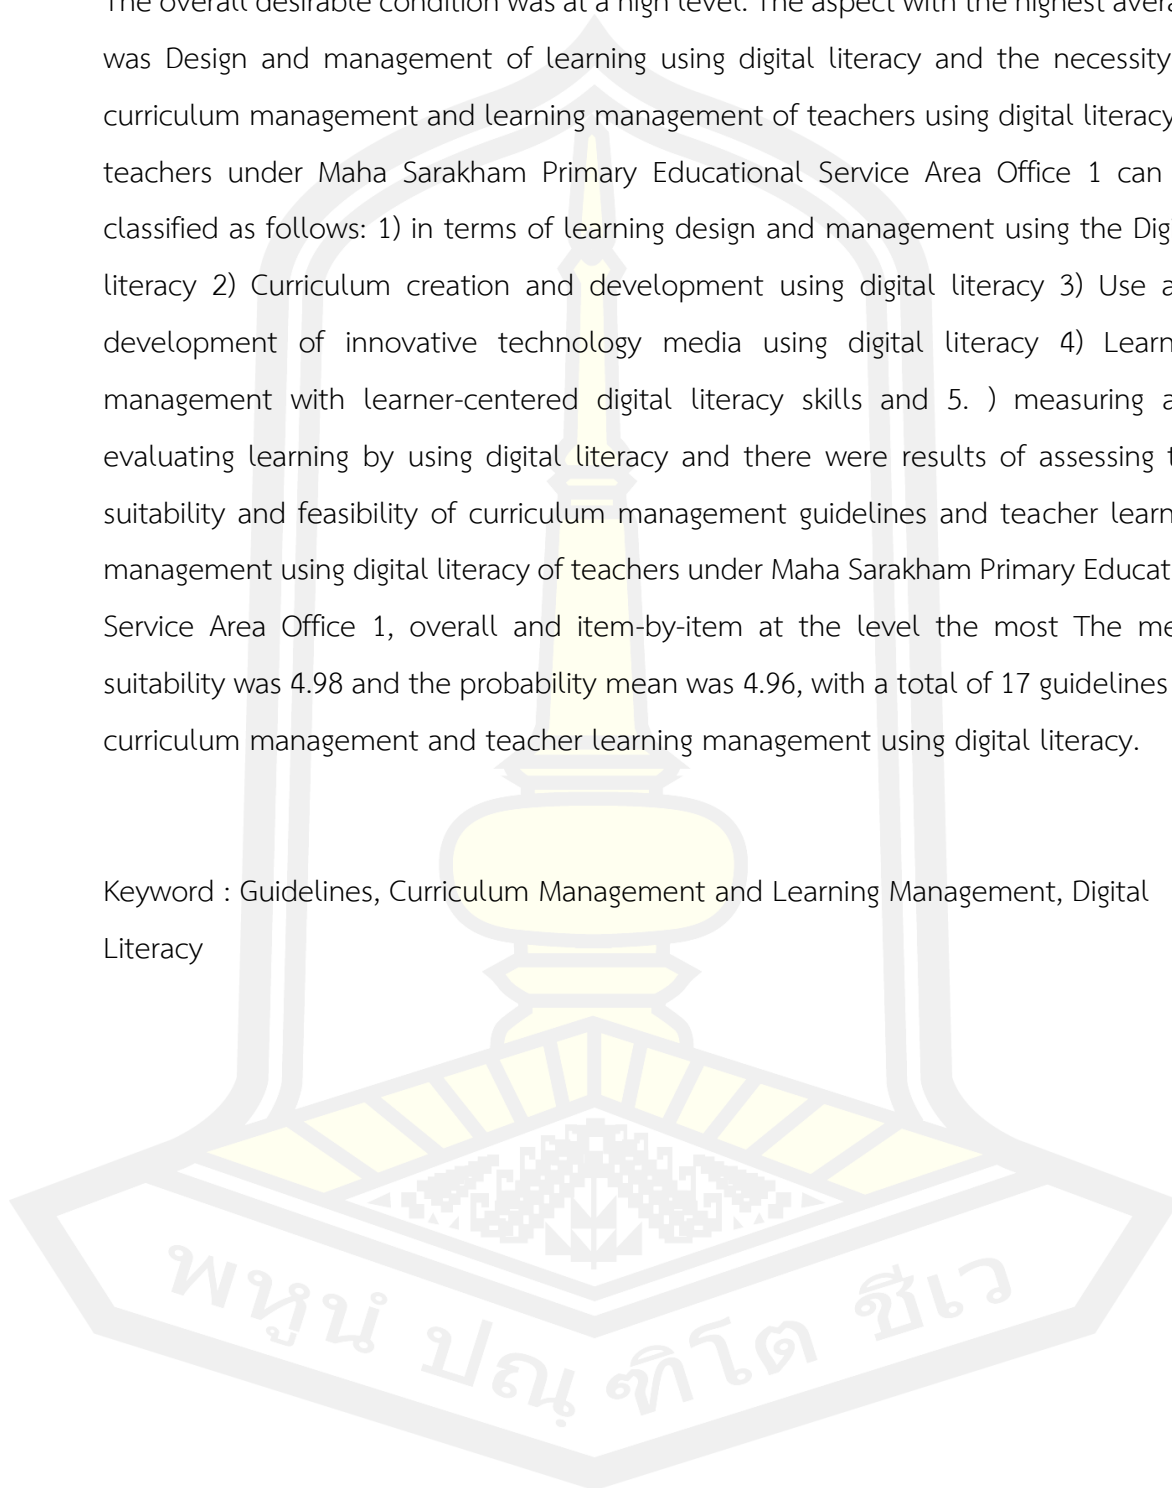 The overall desirable condition was at a high level. The aspect with the highest avera
was Design and management of learning using digital literacy and the necessity
curriculum management and learning management of teachers using digital literacy
teachers under Maha Sarakham Primary Educational Service Area Office 1 can
classified as follows: 1) in terms of learning design and management using the Dig
literacy 2) Curriculum creation and development using digital literacy 3) Use a
development of innovative technology media using digital literacy 4) Learn
management with learner-centered digital literacy skills and 5. ) measuring a
evaluating learning by using digital literacy and there were results of assessing t
suitability and feasibility of curriculum management guidelines and teacher learn
management using digital literacy of teachers under Maha Sarakham Primary Educat
Service Area Office 1, overall and item-by-item at the level the most The me
suitability was 4.98 and the probability mean was 4.96, with a total of 17 guidelines
curriculum management and teacher learning management using digital literacy.
Keyword : Guidelines, Curriculum Management and Learning Management, Digital
Literacy
พหูนํ ปณฺฑิโต ชีเว